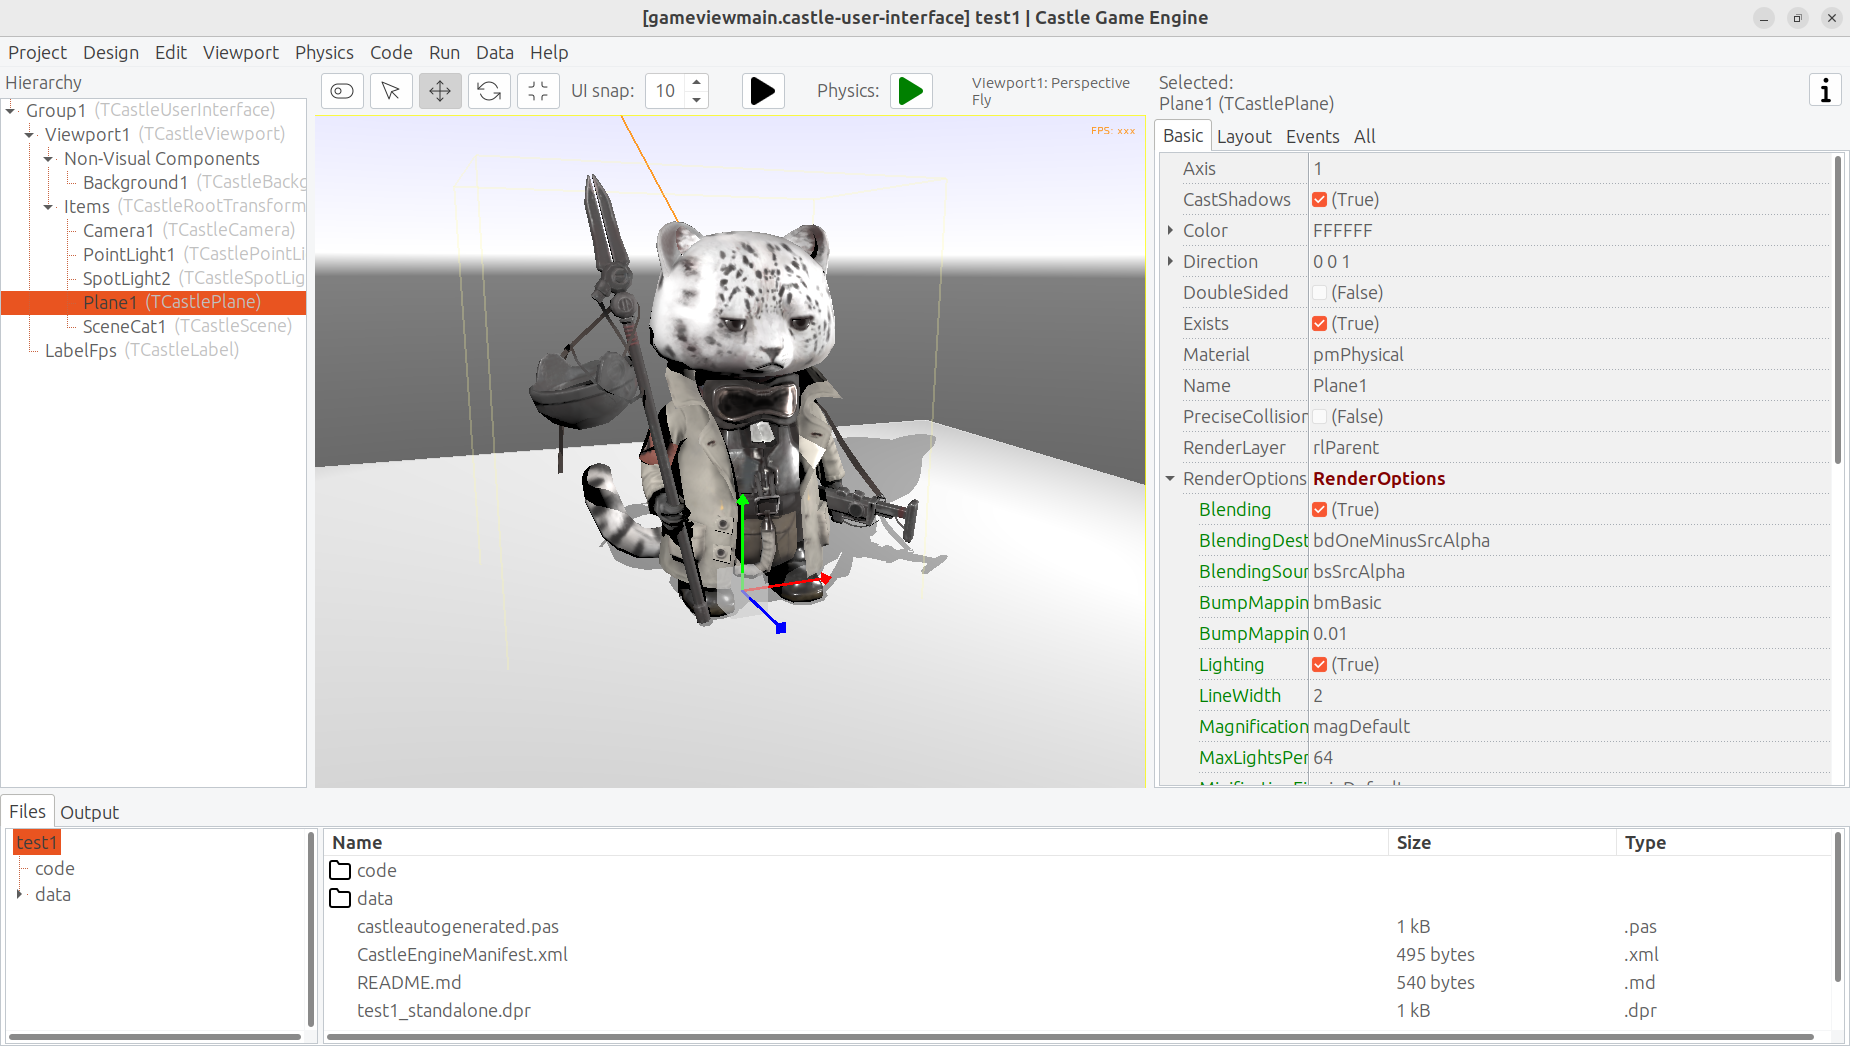 [gameviewmain.castle-user-interface] test1 | Castle Game Engine
Project Design Edit Viewport Physics Code Run Data Help
Hierarchy
Group1 (TCastleUserInterface)
Viewport1 (TCastleViewport)
Non-Visual Components
Background1 (TCastleBackg
Items (TCastleRootTransform
Camera1 (TCastleCamera)
PointLight1 (TCastlePointLi
SpotLight2 (TCastleSpotLig
Plane1 (TCastlePlane)
SceneCat1 (TCastleScene)
LabelFps (TCastleLabel)
UI snap: 10
Physics:
Viewport1: Perspective
Fly
FPS: xxx
Selected:
Plane1 (TCastlePlane)
Basic Layout Events All
Axis 1
CastShadows (True)
Color FFFFFF
Direction 0 0 1
DoubleSided (False)
Exists (True)
Material pmPhysical
Name Plane1
PreciseCollision (False)
RenderLayer rlParent
RenderOptions RenderOptions
Blending (True)
BlendingDest bdOneMinusSrcAlpha
BlendingSour bsSrcAlpha
BumpMappin bmBasic
BumpMappin 0.01
Lighting (True)
LineWidth 2
Magnification magDefault
MaxLightsPer 64
Files Output
test1
code
data
Name Size Type
code
data
castleautogenerated.pas 1 kB .pas
CastleEngineManifest.xml 495 bytes .xml
README.md 540 bytes .md
test1_standalone.dpr 1 kB .dpr